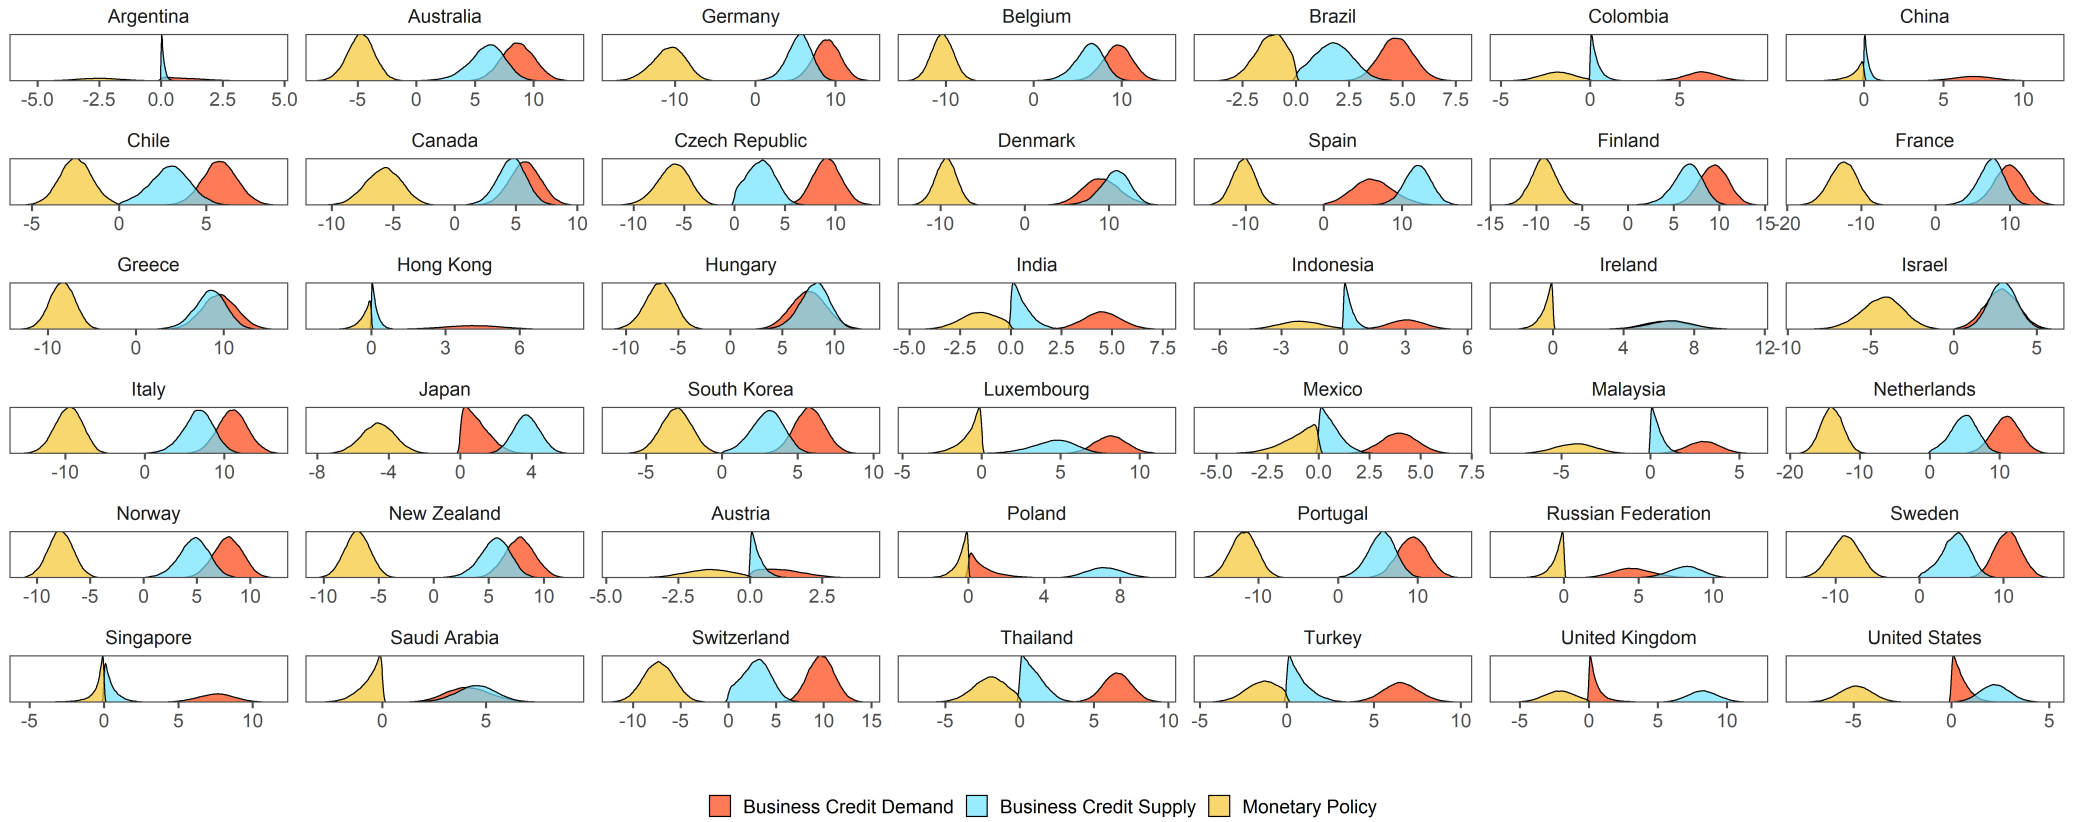 Argentina Australia Germany Belgium Brazil Colombia China
-5.0 -2.5 0.0 2.5 5.0 -5 0 5 10 -10 0 10 -10 0 10 -2.5 0.0 2.5 5.0 7.5 -5 0 5 0 5 10
Chile Canada Czech Republic Denmark Spain Finland France
-5 0 5 -10 -5 0 5 10 -10 -5 0 5 10 -10 0 10 -10 0 10 -15 -10 -5 0 5 10 15 -20 -10 0 10
Greece Hong Kong Hungary India Indonesia Ireland Israel
-10 0 10 0 3 6 -10 -5 0 5 10 -5.0 -2.5 0.0 2.5 5.0 7.5 -6 -3 0 3 6 0 4 8 12 -10 -5 0 5
Italy Japan South Korea Luxembourg Mexico Malaysia Netherlands
-10 0 10 -8 -4 0 4 -5 0 5 10 -5 0 5 10 -5.0 -2.5 0.0 2.5 5.0 7.5 -5 0 5 -20 -10 0 10
Norway New Zealand Austria Poland Portugal Russian Federation Sweden
-10 -5 0 5 10 -10 -5 0 5 10 -5.0 -2.5 0.0 2.5 0 4 8 -10 0 10 0 5 10 -10 0 10
Singapore Saudi Arabia Switzerland Thailand Turkey United Kingdom United States
-5 0 5 10 0 5 -10 -5 0 5 10 15 -5 0 5 10 -5 0 5 10 -5 0 5 10 -5 0 5
Business Credit Demand Business Credit Supply Monetary Policy